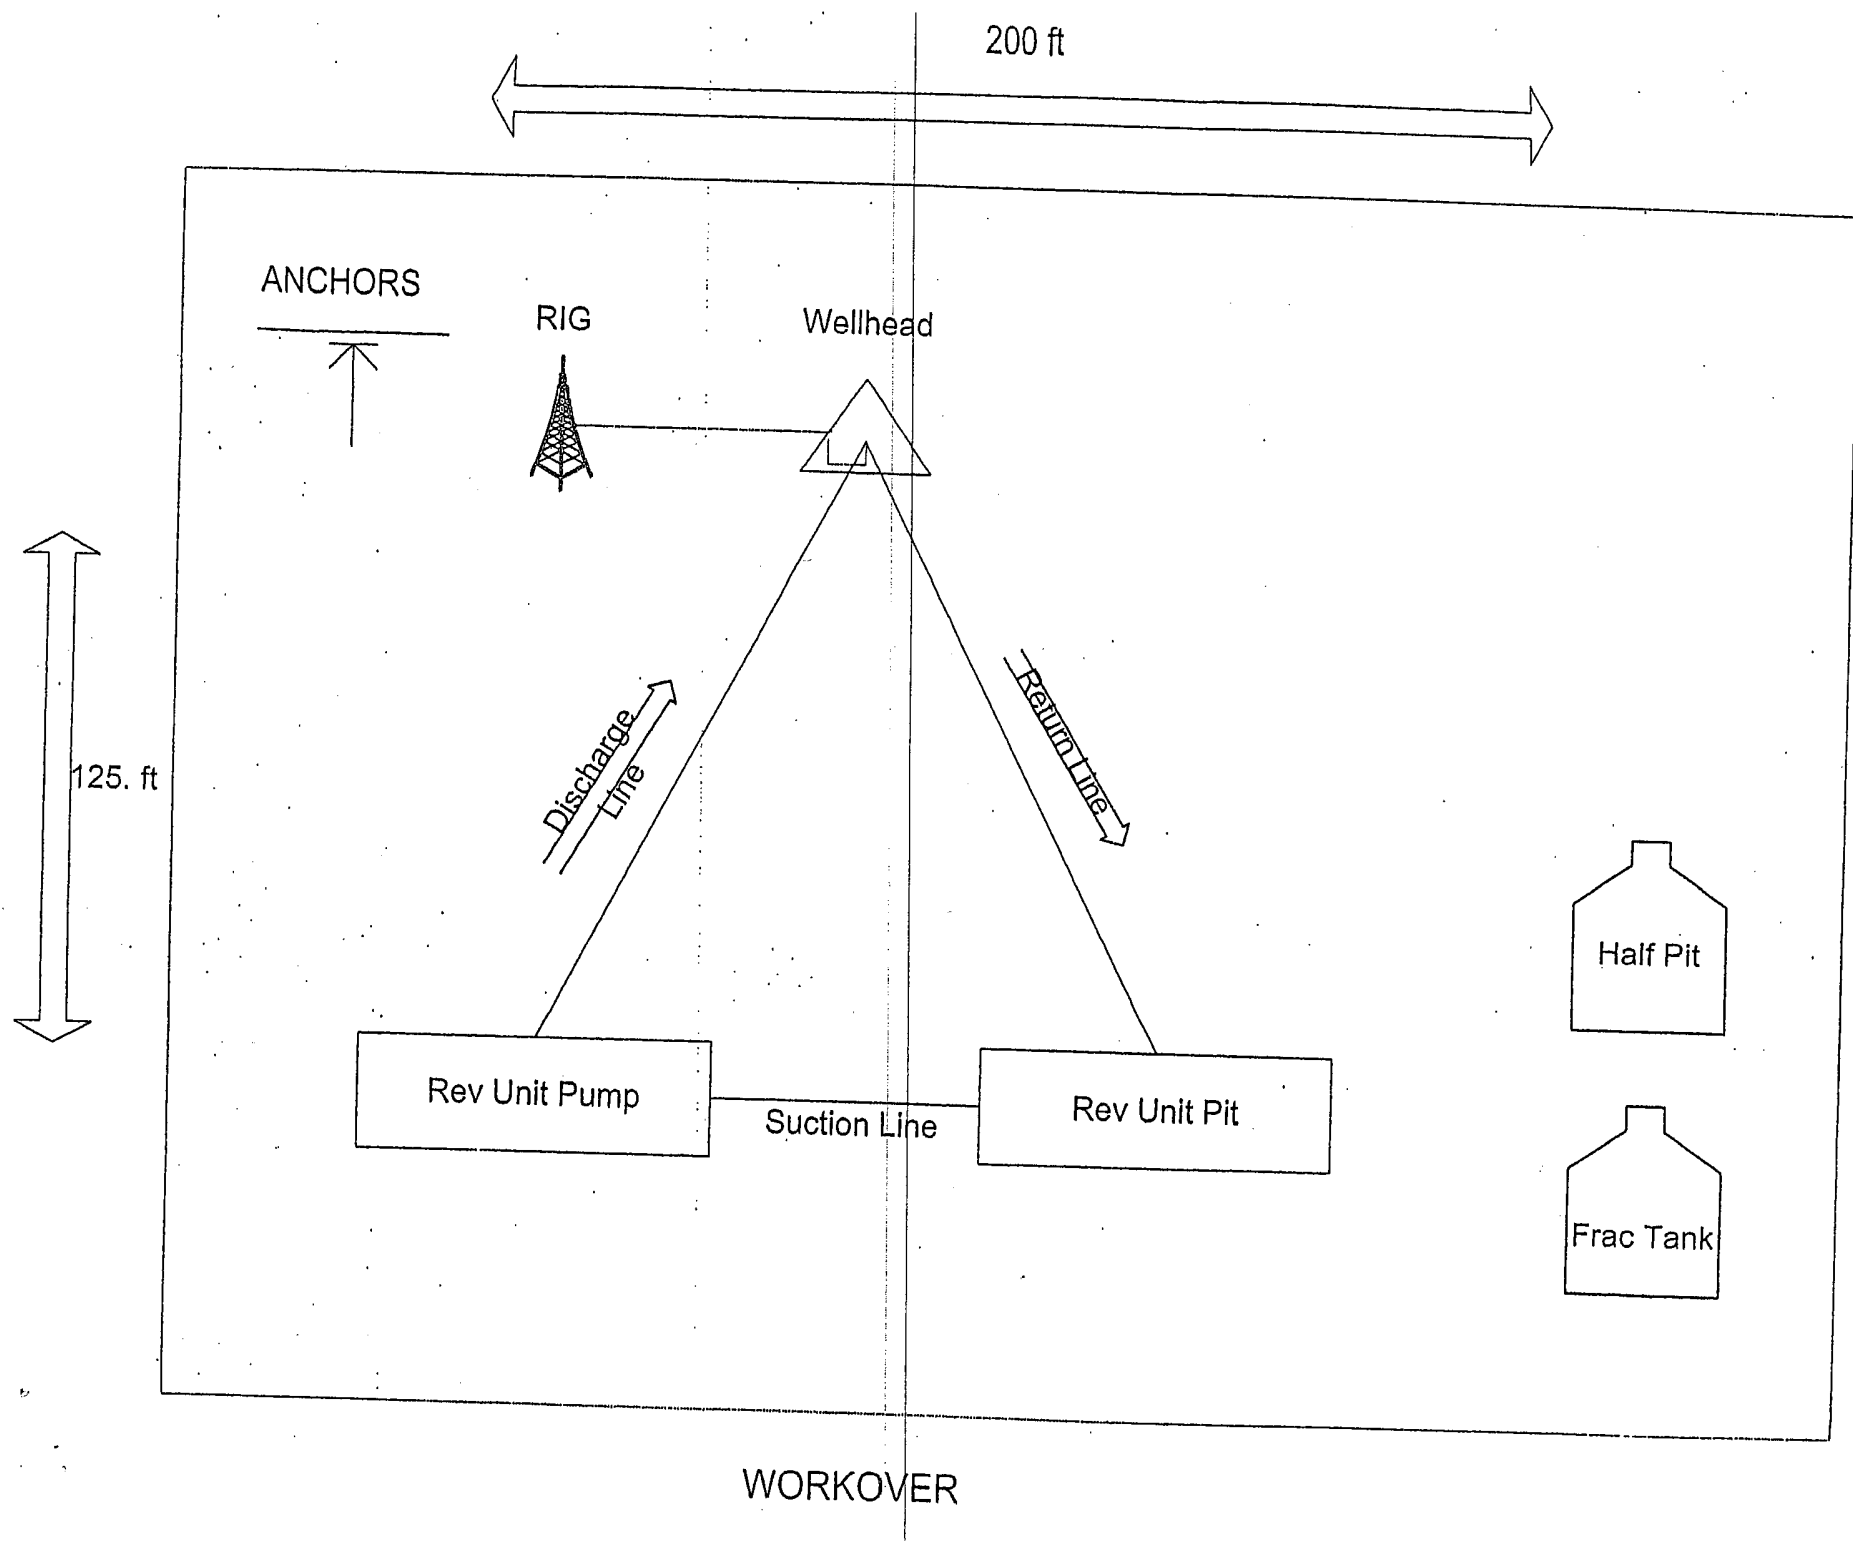 200 ft
ANCHORS
RIG
Wellhead
125. ft
Discharge
Line
Return Line
Half Pit
Rev Unit Pump
Suction Line
Rev Unit Pit
Frac Tank
WORKOVER